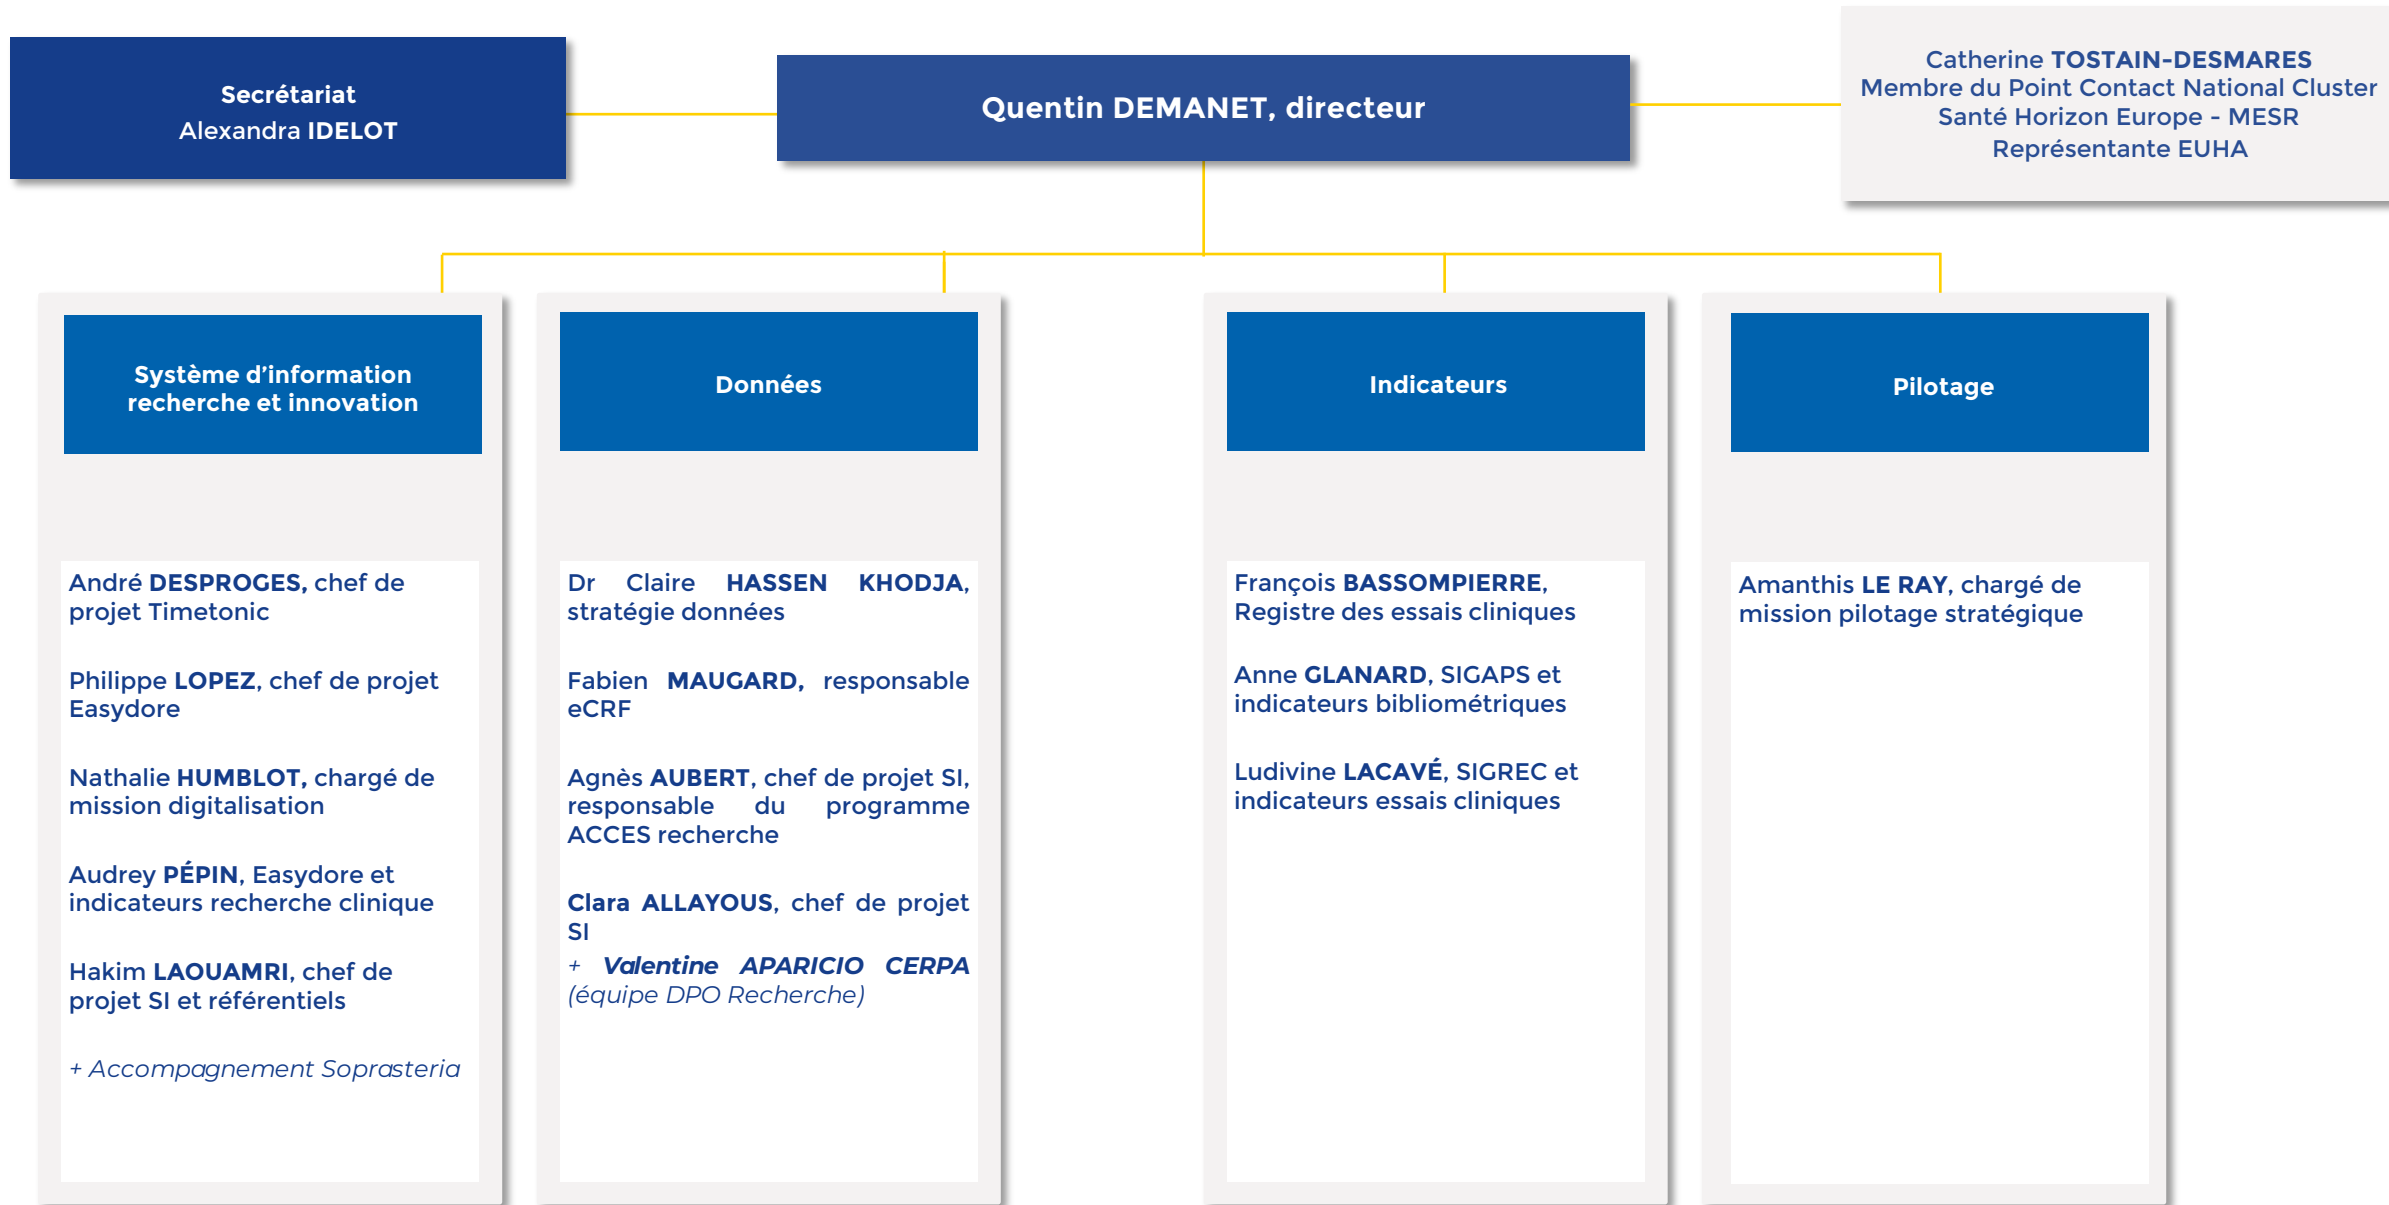 Secrétariat
Alexandra IDELOT
Quentin DEMANET, directeur
Catherine TOSTAIN-DESMARES
Membre du Point Contact National Cluster
Santé Horizon Europe - MESR
Représentante EUHA
Système d’information
recherche et innovation
André DESPROGES, chef de
projet Timetonic
Philippe LOPEZ, chef de projet
Easydore
Nathalie HUMBLOT, chargé de
mission digitalisation
Audrey PÉPIN, Easydore et
indicateurs recherche clinique
Hakim LAOUAMRI, chef de
projet SI et référentiels
+ Accompagnement Soprasteria
Données
Dr Claire HASSEN KHODJA,
stratégie données
Fabien MAUGARD, responsable
eCRF
Agnès AUBERT, chef de projet SI,
responsable du programme
ACCES recherche
Clara ALLAYOUS, chef de projet
SI
+ Valentine APARICIO CERPA
(équipe DPO Recherche)
Indicateurs
François BASSOMPIERRE,
Registre des essais cliniques
Anne GLANARD, SIGAPS et
indicateurs bibliométriques
Ludivine LACAVÉ, SIGREC et
indicateurs essais cliniques
Pilotage
Amanthis LE RAY, chargé de
mission pilotage stratégique